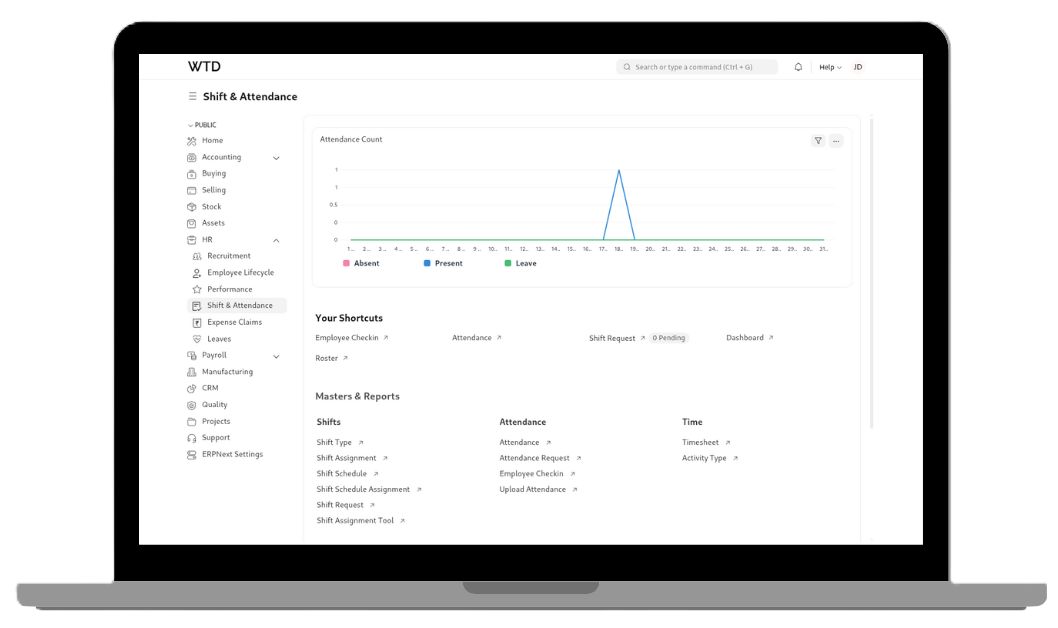 WTD
Search or type a command (Ctrl + G)
Help
JD
Shift & Attendance
PUBLIC
Home
Accounting
Buying
Selling
Stock
Assets
HR
Recruitment
Employee Lifecycle
Performance
Shift & Attendance
Expense Claims
Leaves
Payroll
Manufacturing
CRM
Quality
Projects
Support
ERPNext Settings
Attendance Count
1
1
0.5
0
0
1... 2... 3... 4... 5... 6... 7... 8... 9... 10... 11... 12... 13... 14... 15... 16... 17... 18... 19... 20... 21... 22... 23... 24... 25... 26... 27... 28... 29... 30... 31...
Absent Present Leave
Your Shortcuts
Employee Checkin Attendance Shift Request 0 Pending Dashboard
Roster
Masters & Reports
Shifts
Shift Type
Shift Assignment
Shift Schedule
Shift Schedule Assignment
Shift Request
Shift Assignment Tool
Attendance
Attendance
Attendance Request
Employee Checkin
Upload Attendance
Time
Timesheet
Activity Type